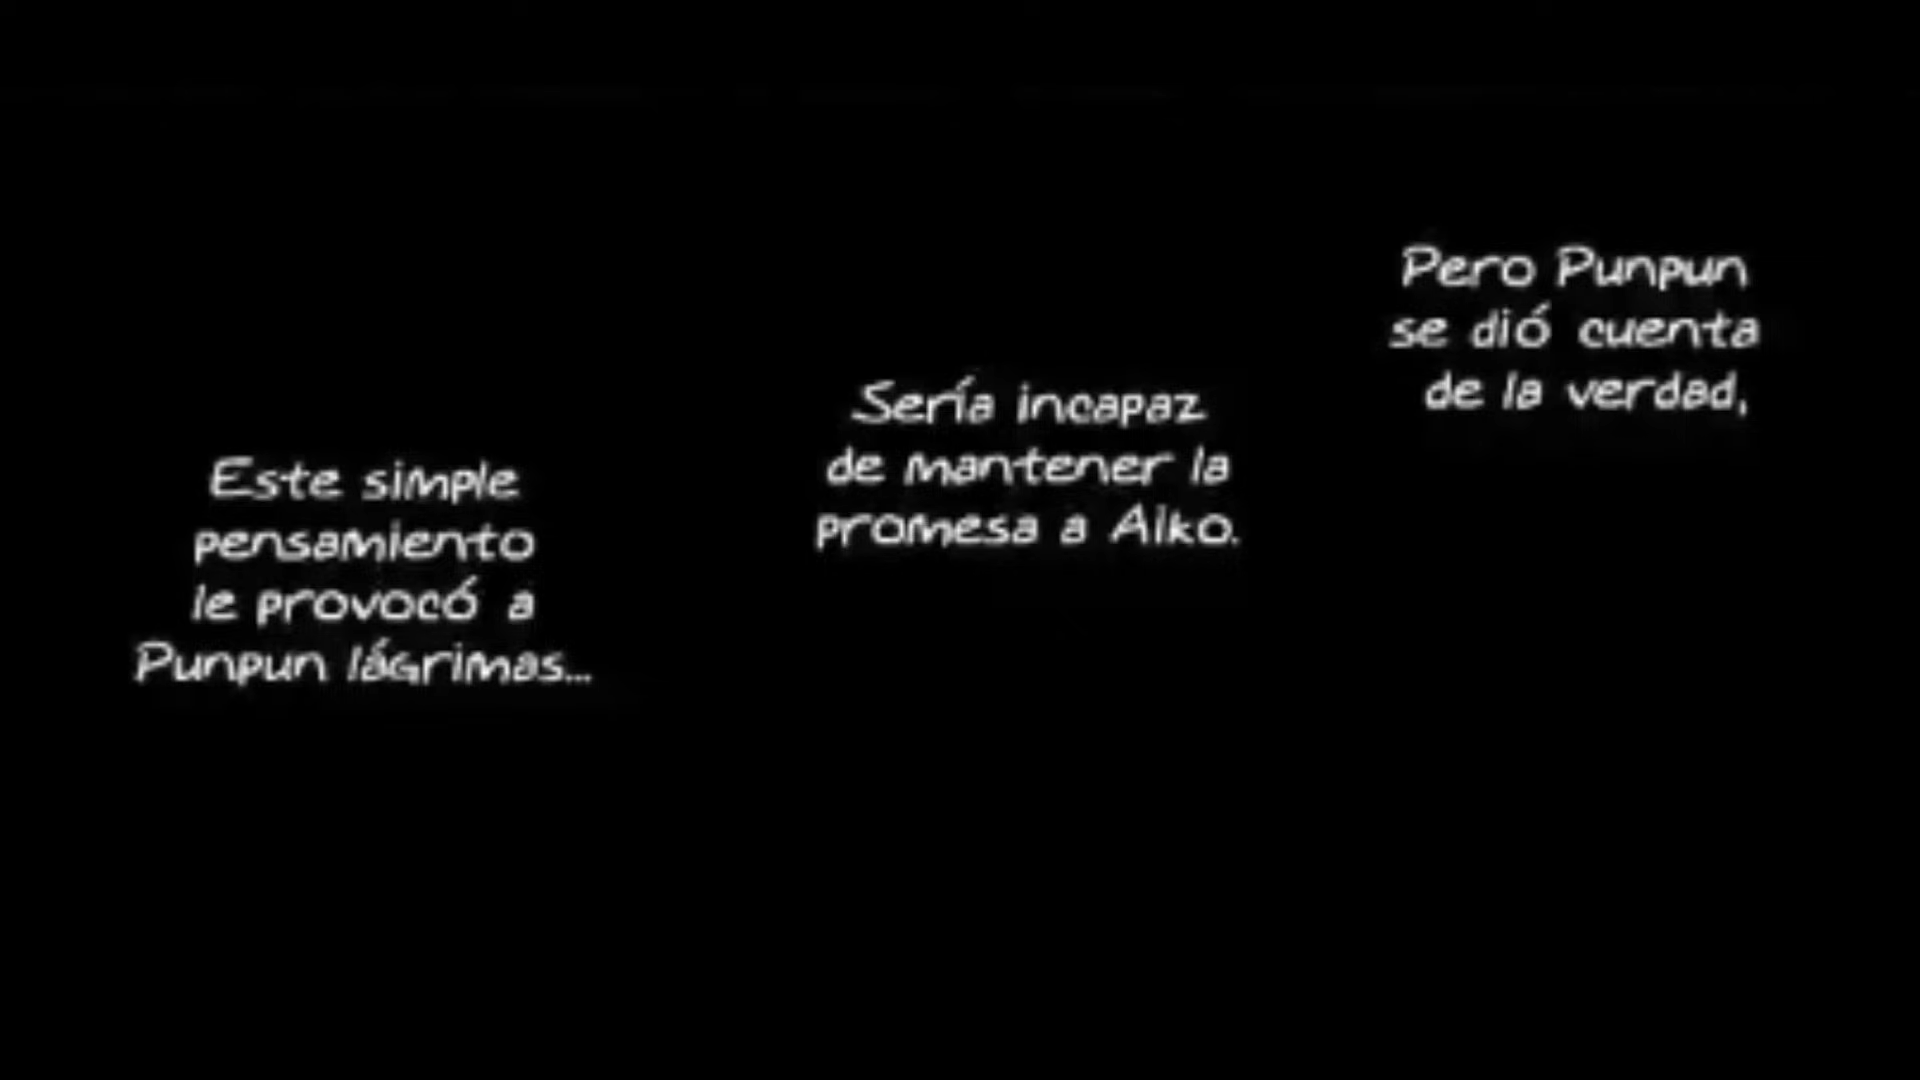 Pero Punpun
se dió cuenta
de la verdad,
Sería incapaz
de mantener la
promesa a Aiko.
Este simple
pensamiento
le provocó a
Punpun lágrimas...